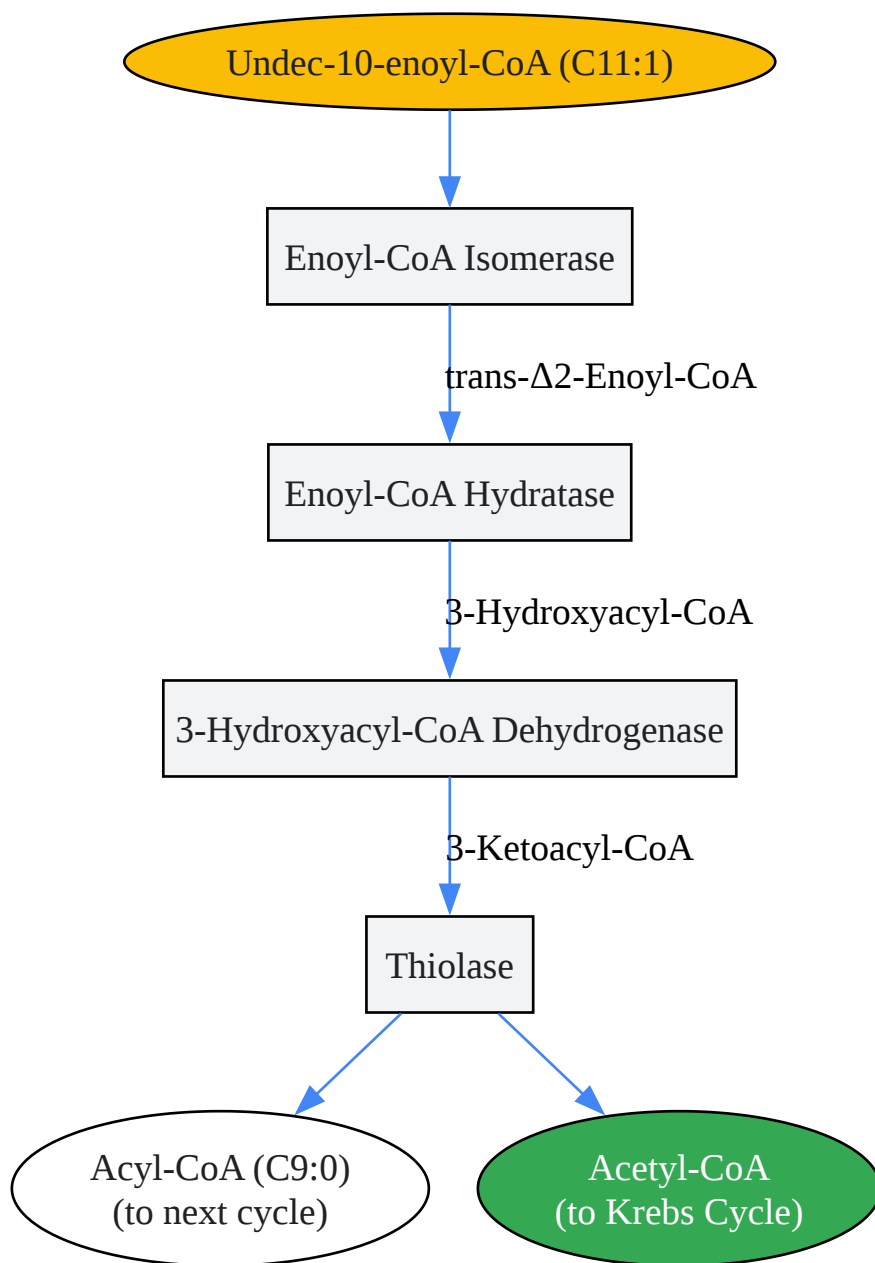 Undec-10-enoyl-CoA (C11:1)
Enoyl-CoA Isomerase
trans-Δ2-Enoyl-CoA
Enoyl-CoA Hydratase
3-Hydroxyacyl-CoA
3-Hydroxyacyl-CoA Dehydrogenase
3-Ketoacyl-CoA
Thiolase
Acyl-CoA (C9:0)
(to next cycle)
Acetyl-CoA
(to Krebs Cycle)